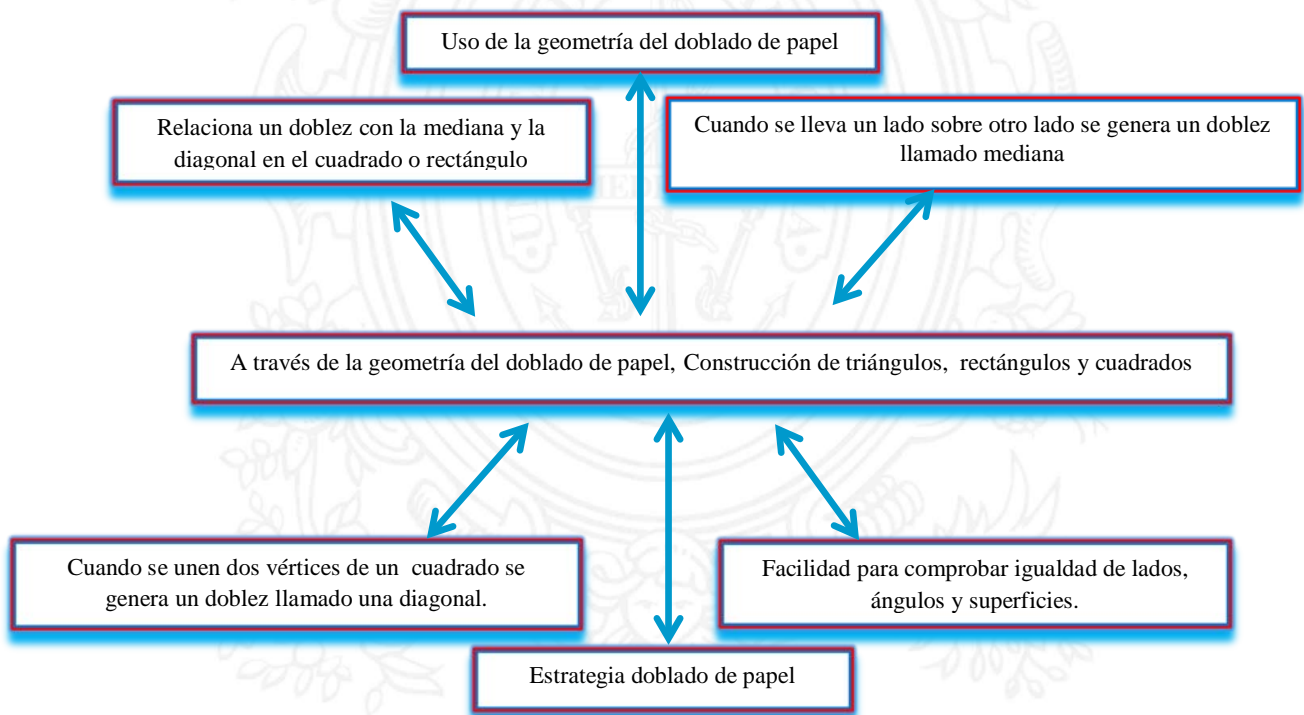 Uso de la geometría del doblado de papel
Relaciona un doblez con la mediana y la
diagonal en el cuadrado o rectángulo
Cuando se lleva un lado sobre otro lado se genera un doblez
llamado mediana
A través de la geometría del doblado de papel, Construcción de triángulos, rectángulos y cuadrados
Cuando se unen dos vértices de un cuadrado se
genera un doblez llamado una diagonal.
Facilidad para comprobar igualdad de lados,
ángulos y superficies.
Estrategia doblado de papel